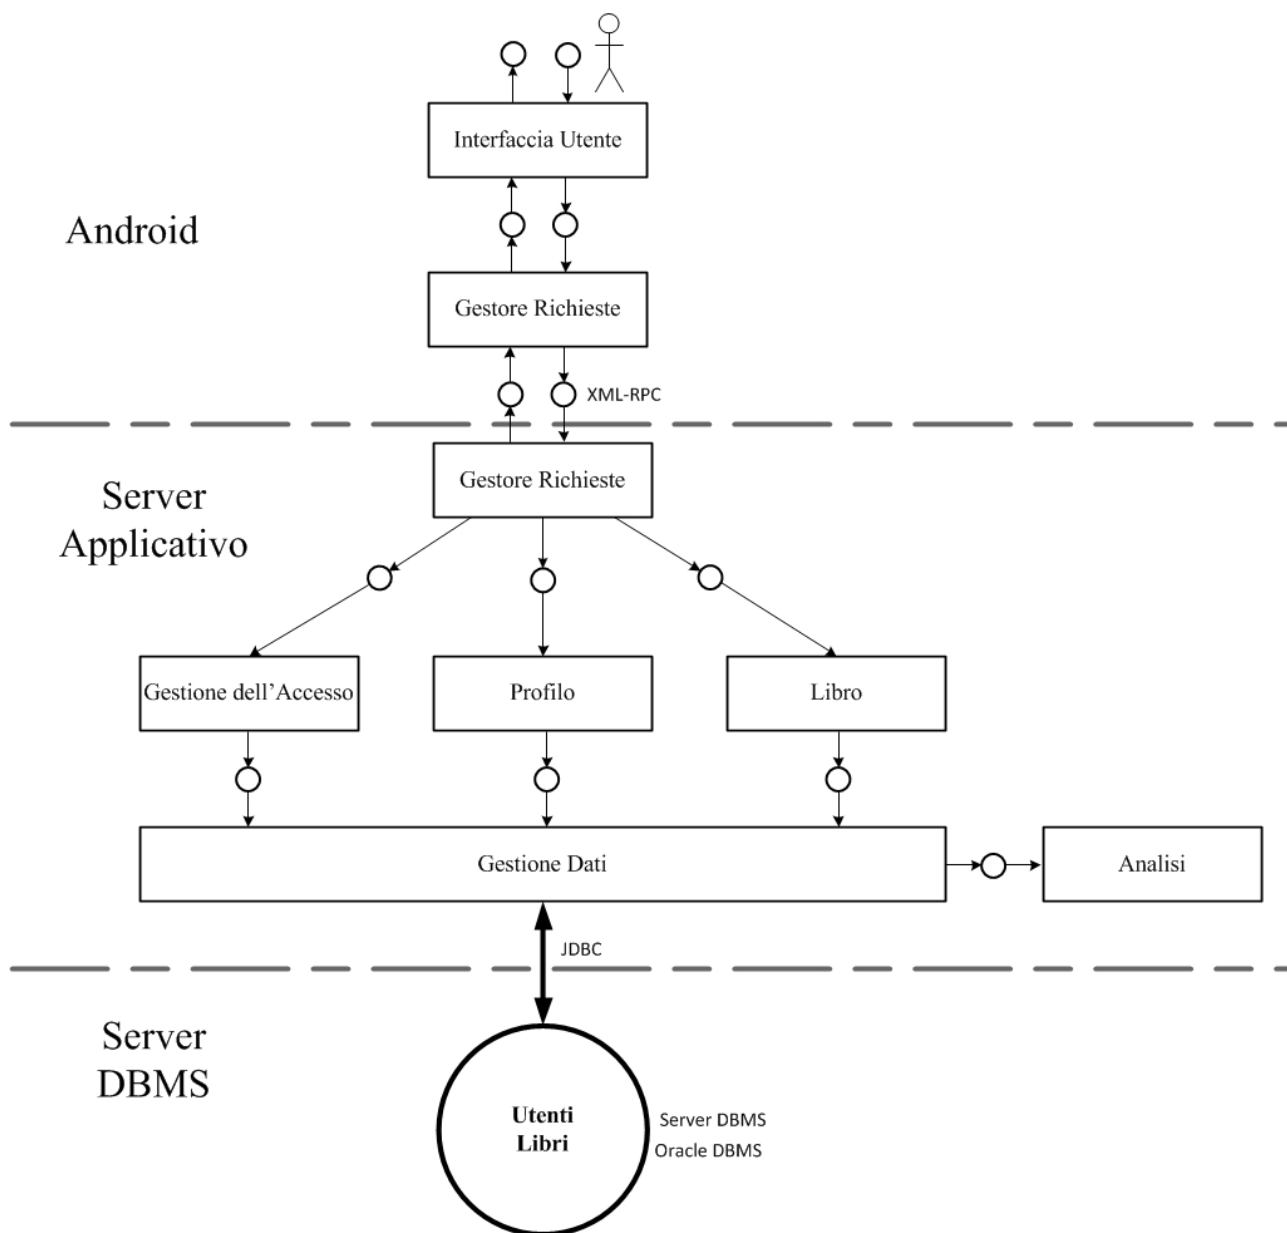 Interfaccia Utente
Android
Gestore Richieste
XML-RPC
Gestore Richieste
Server
Applicativo
Gestione dell’Accesso
Profilo
Libro
Gestione Dati
Analisi
JDBC
Server
DBMS
Utenti
Libri
Server DBMS
Oracle DBMS